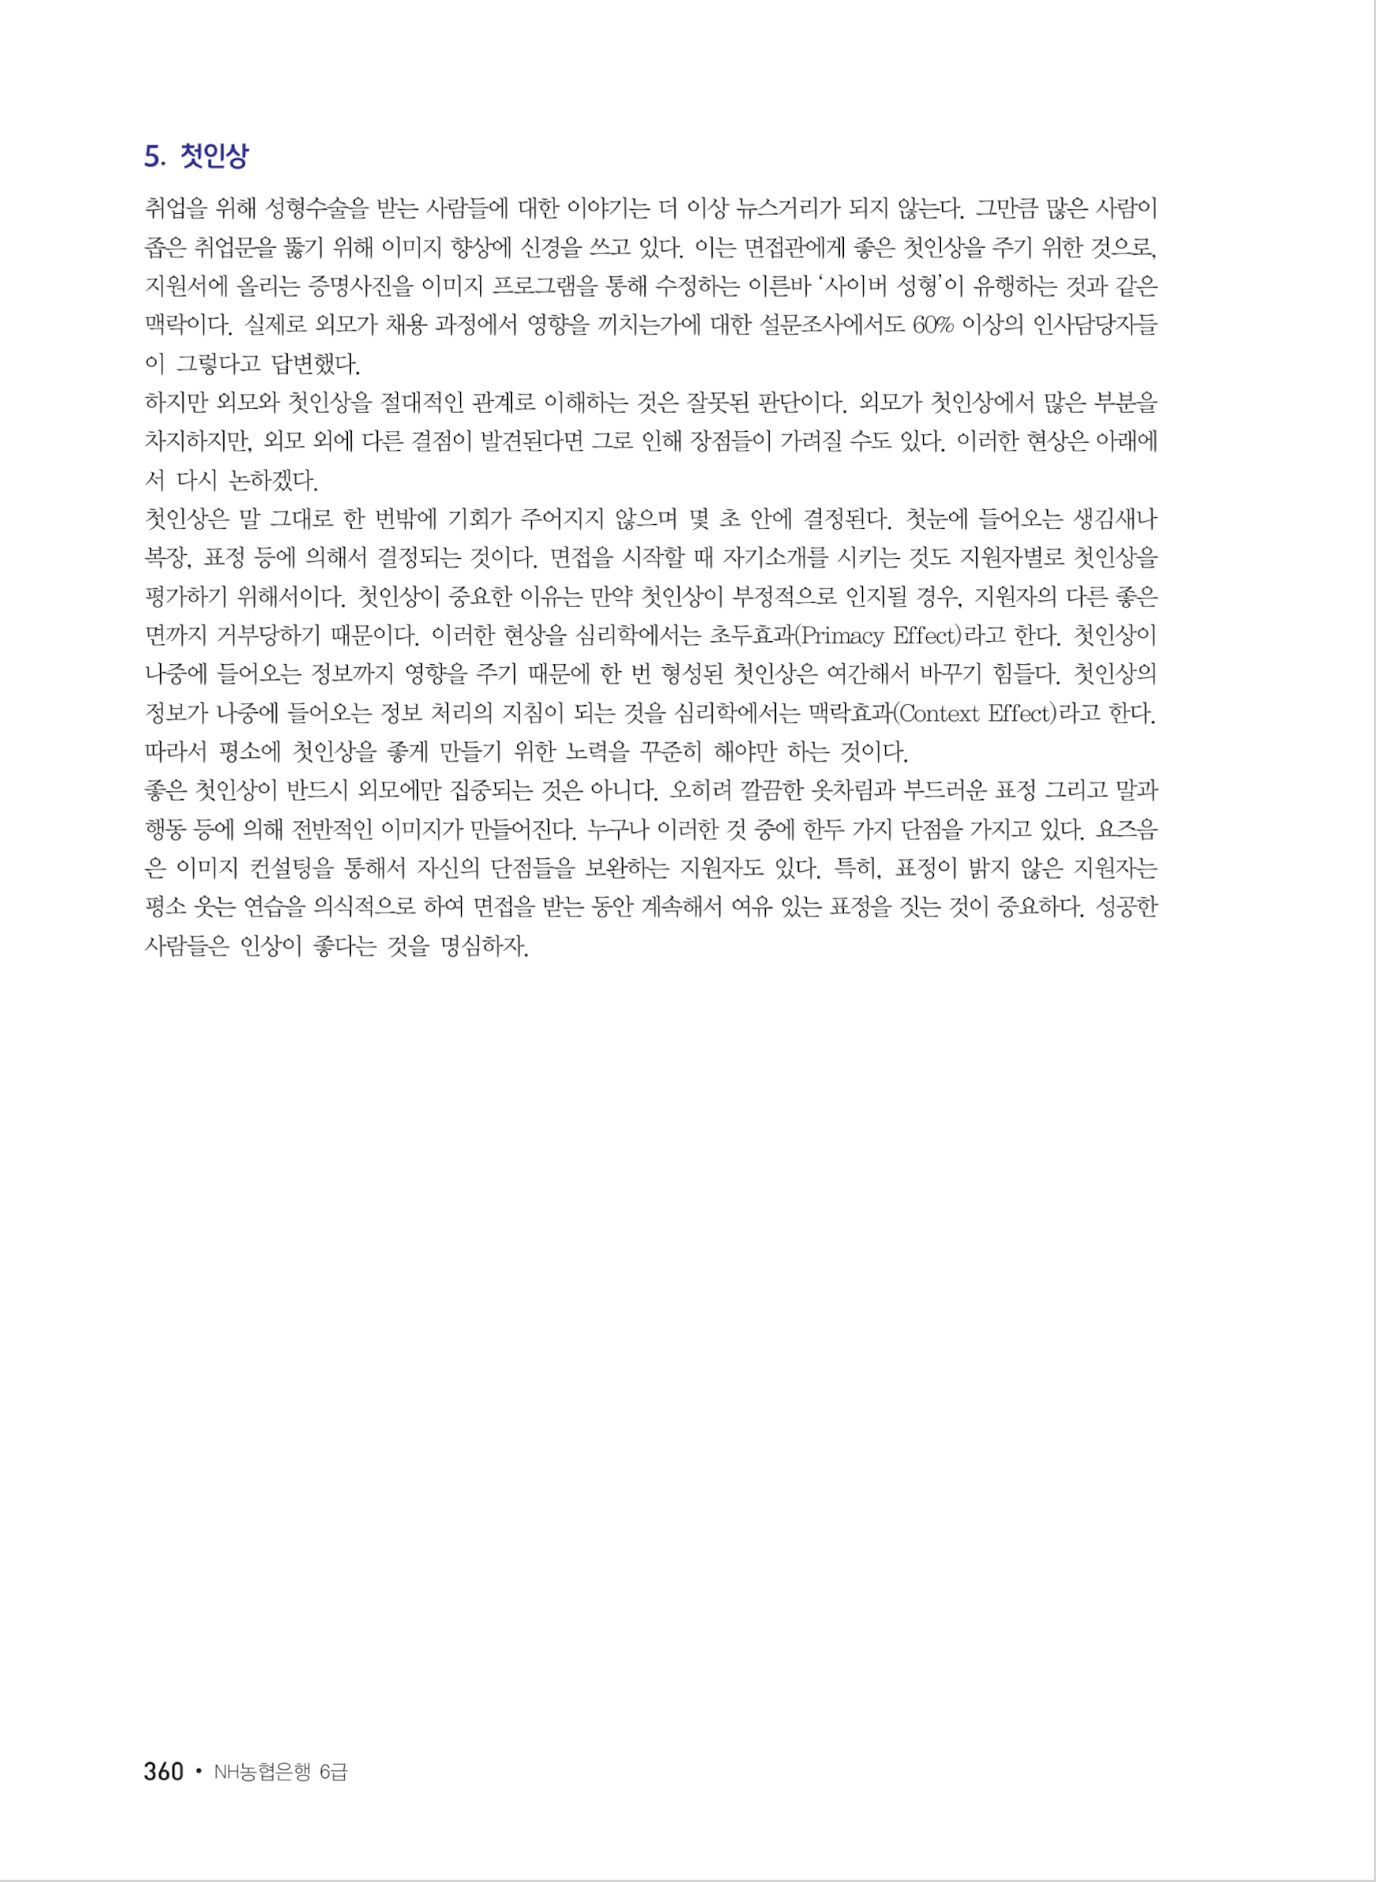 5. 첫인상
취업을 위해 성형수술을 받는 사람들에 대한 이야기는 더 이상 뉴스거리가 되지 않는다. 그만큼 많은 사람이
좁은 취업문을 뚫기 위해 이미지 향상에 신경을 쓰고 있다. 이는 면접관에게 좋은 첫인상을 주기 위한 것으로,
지원서에 올리는 증명사진을 이미지 프로그램을 통해 수정하는 이른바 ‘사이버 성형’이 유행하는 것과 같은
맥락이다. 실제로 외모가 채용 과정에서 영향을 끼치는가에 대한 설문조사에서도 60% 이상의 인사담당자들
이 그렇다고 답변했다.
하지만 외모와 첫인상을 절대적인 관계로 이해하는 것은 잘못된 판단이다. 외모가 첫인상에서 많은 부분을
차지하지만, 외모 외에 다른 결점이 발견된다면 그로 인해 장점들이 가려질 수도 있다. 이러한 현상은 아래에
서 다시 논하겠다.
첫인상은 말 그대로 한 번밖에 기회가 주어지지 않으며 몇 초 안에 결정된다. 첫눈에 들어오는 생김새나
복장, 표정 등에 의해서 결정되는 것이다. 면접을 시작할 때 자기소개를 시키는 것도 지원자별로 첫인상을
평가하기 위해서이다. 첫인상이 중요한 이유는 만약 첫인상이 부정적으로 인지될 경우, 지원자의 다른 좋은
면까지 거부당하기 때문이다. 이러한 현상을 심리학에서는 초두효과(Primacy Effect)라고 한다. 첫인상이
나중에 들어오는 정보까지 영향을 주기 때문에 한 번 형성된 첫인상은 여간해서 바꾸기 힘들다. 첫인상의
정보가 나중에 들어오는 정보 처리의 지침이 되는 것을 심리학에서는 맥락효과(Context Effect)라고 한다.
따라서 평소에 첫인상을 좋게 만들기 위한 노력을 꾸준히 해야만 하는 것이다.
좋은 첫인상이 반드시 외모에만 집중되는 것은 아니다. 오히려 깔끔한 옷차림과 부드러운 표정 그리고 말과
행동 등에 의해 전반적인 이미지가 만들어진다. 누구나 이러한 것 중에 한두 가지 단점을 가지고 있다. 요즈음
은 이미지 컨설팅을 통해서 자신의 단점들을 보완하는 지원자도 있다. 특히, 표정이 밝지 않은 지원자는
평소 웃는 연습을 의식적으로 하여 면접을 받는 동안 계속해서 여유 있는 표정을 짓는 것이 중요하다. 성공한
사람들은 인상이 좋다는 것을 명심하자.
360 • NH농협은행 6급